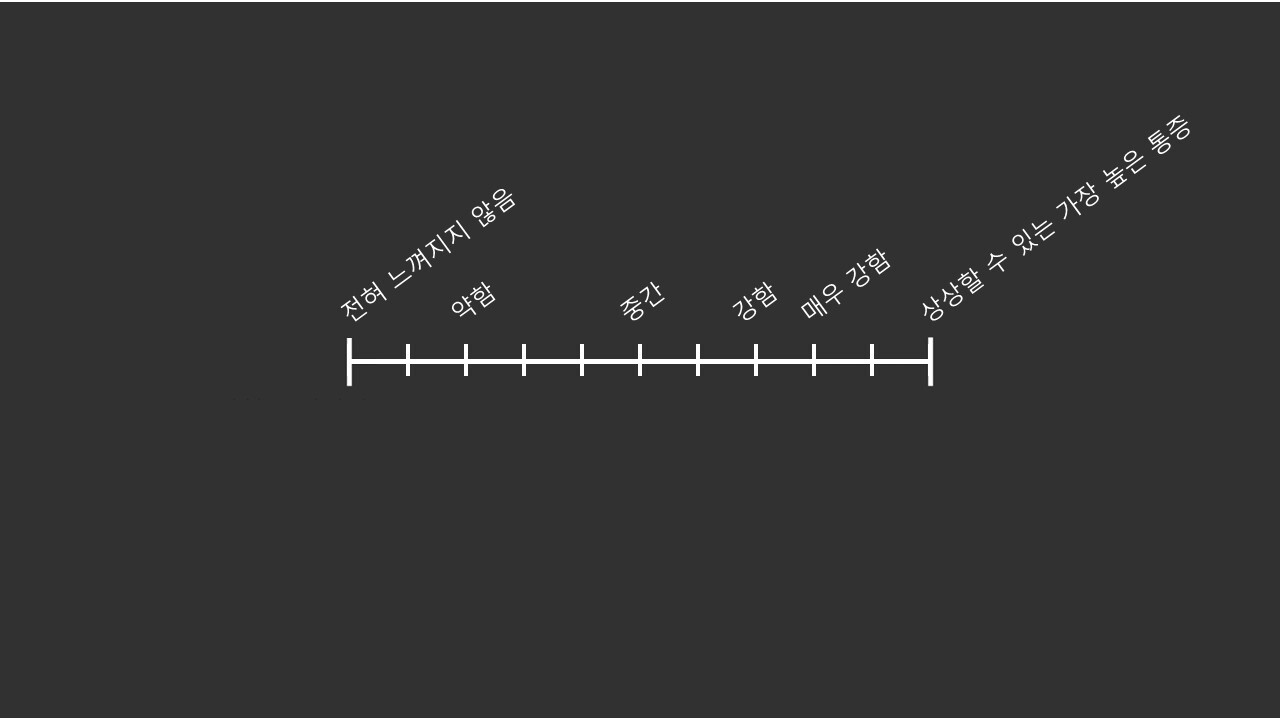 전혀 느껴지지 않음
약함
중간
강함
매우 강함
상상할 수 있는 가장 높은 통증